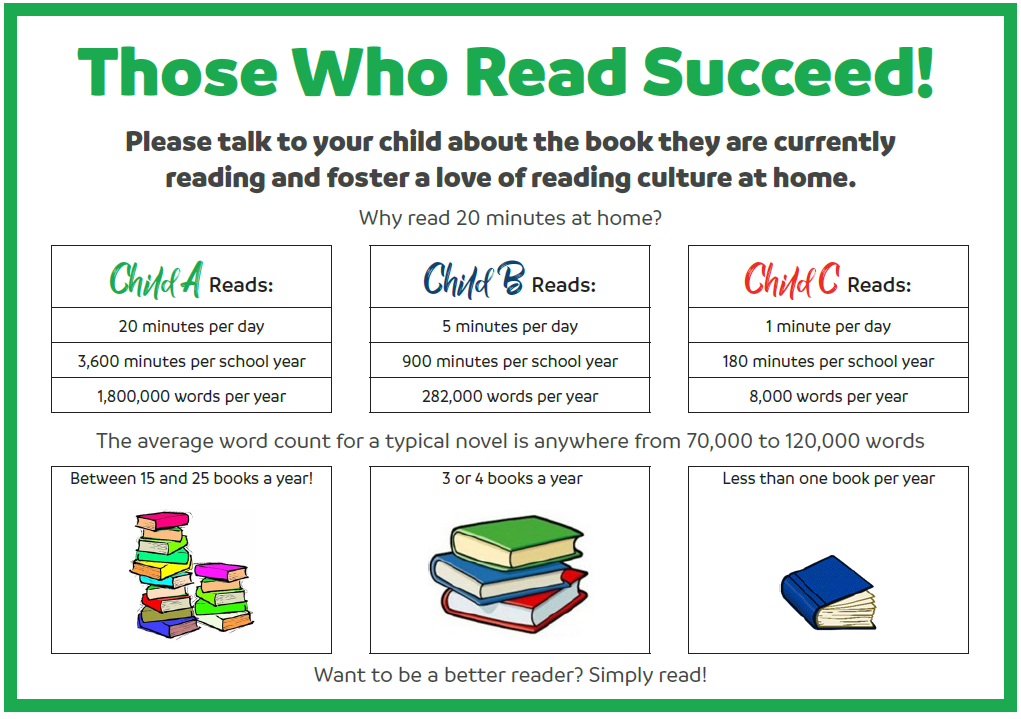 Those Who Read Succeed!
Please talk to your child about the book they are currently
reading and foster a love of reading culture at home.
Why read 20 minutes at home?
Child A Reads:
20 minutes per day
3,600 minutes per school year
1,800,000 words per year
Child B Reads:
5 minutes per day
900 minutes per school year
282,000 words per year
Child C Reads:
1 minute per day
180 minutes per school year
8,000 words per year
The average word count for a typical novel is anywhere from 70,000 to 120,000 words
Between 15 and 25 books a year!
3 or 4 books a year
Less than one book per year
Want to be a better reader? Simply read!